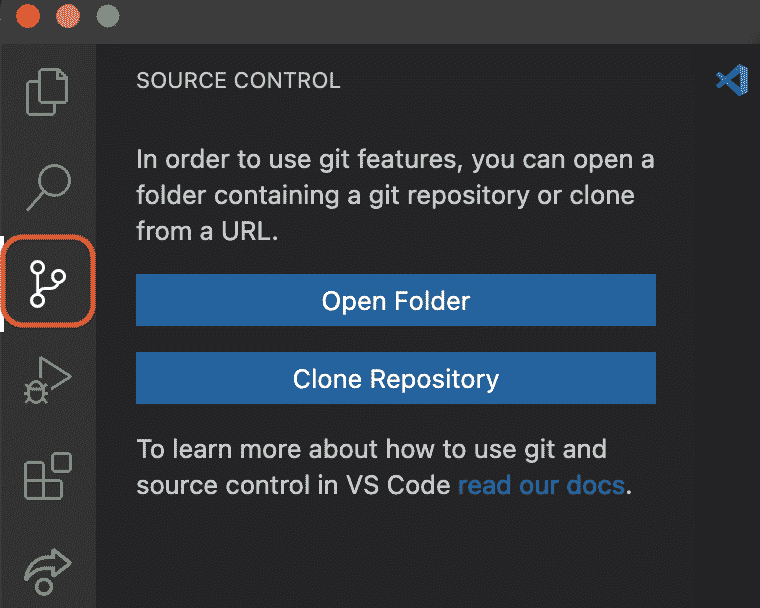 SOURCE CONTROL
In order to use git features, you can open a
folder containing a git repository or clone
from a URL.
Open Folder
Clone Repository
To learn more about how to use git and
source control in VS Code read our docs.